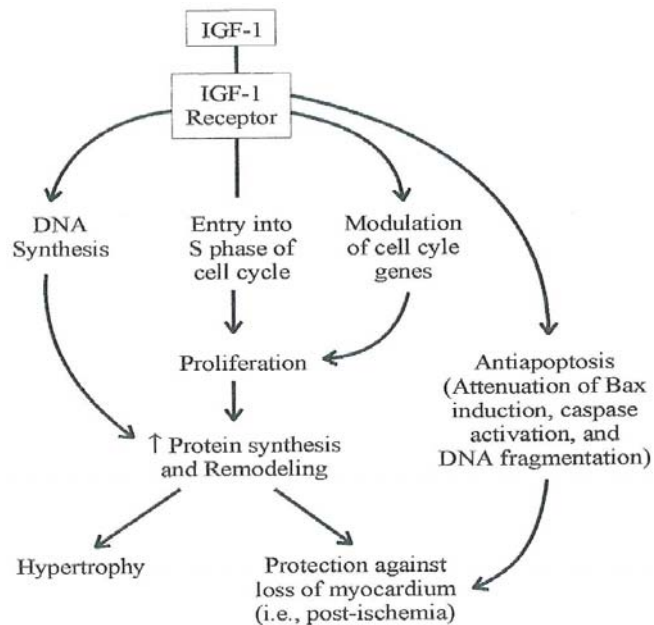 IGF-1
IGF-1
Receptor
DNA
Synthesis
Entry into
S phase of
cell cycle
Modulation
of cell cyle
genes
Proliferation
Antiapoptosis
(Attenuation of Bax
induction, caspase
activation, and
DNA fragmentation)
↑ Protein synthesis
and Remodeling
Hypertrophy
Protection against
loss of myocardium
(i.e., post-ischemia)